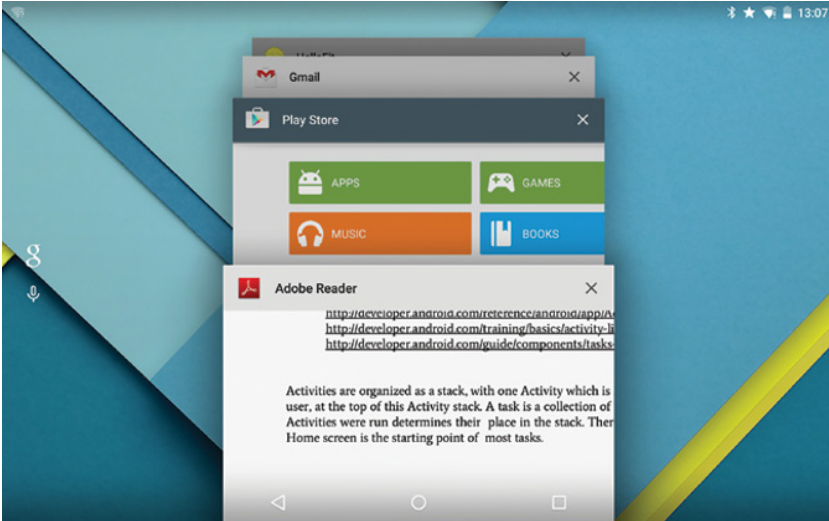 13:07
HelloFit
Gmail
Play Store
APPS
GAMES
MUSIC
BOOKS
g
Adobe Reader
http://developer.android.com/reference/android/app/A
http://developer.android.com/training/basics/activity-li
http://developer.android.com/guide/components/tasks-
Activities are organized as a stack, with one Activity which is
user, at the top of this Activity stack. A task is a collection of
Activities were run determines their place in the stack. Ther
Home screen is the starting point of most tasks.